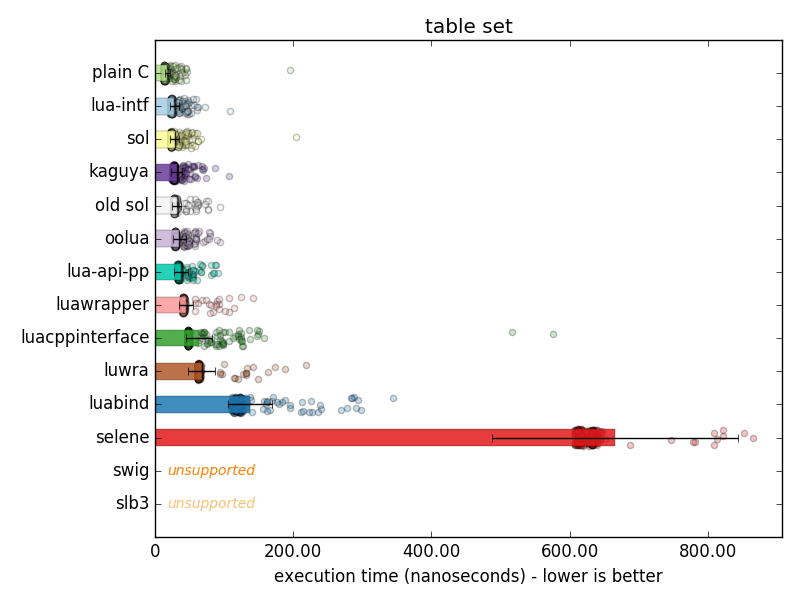 table set
plain C
lua-intf
sol
kaguya
old sol
oolua
lua-api-pp
luawrapper
luacppinterface
luwra
luabind
selene
swig unsupported
slb3 unsupported
0 200.00 400.00 600.00 800.00
execution time (nanoseconds) - lower is better